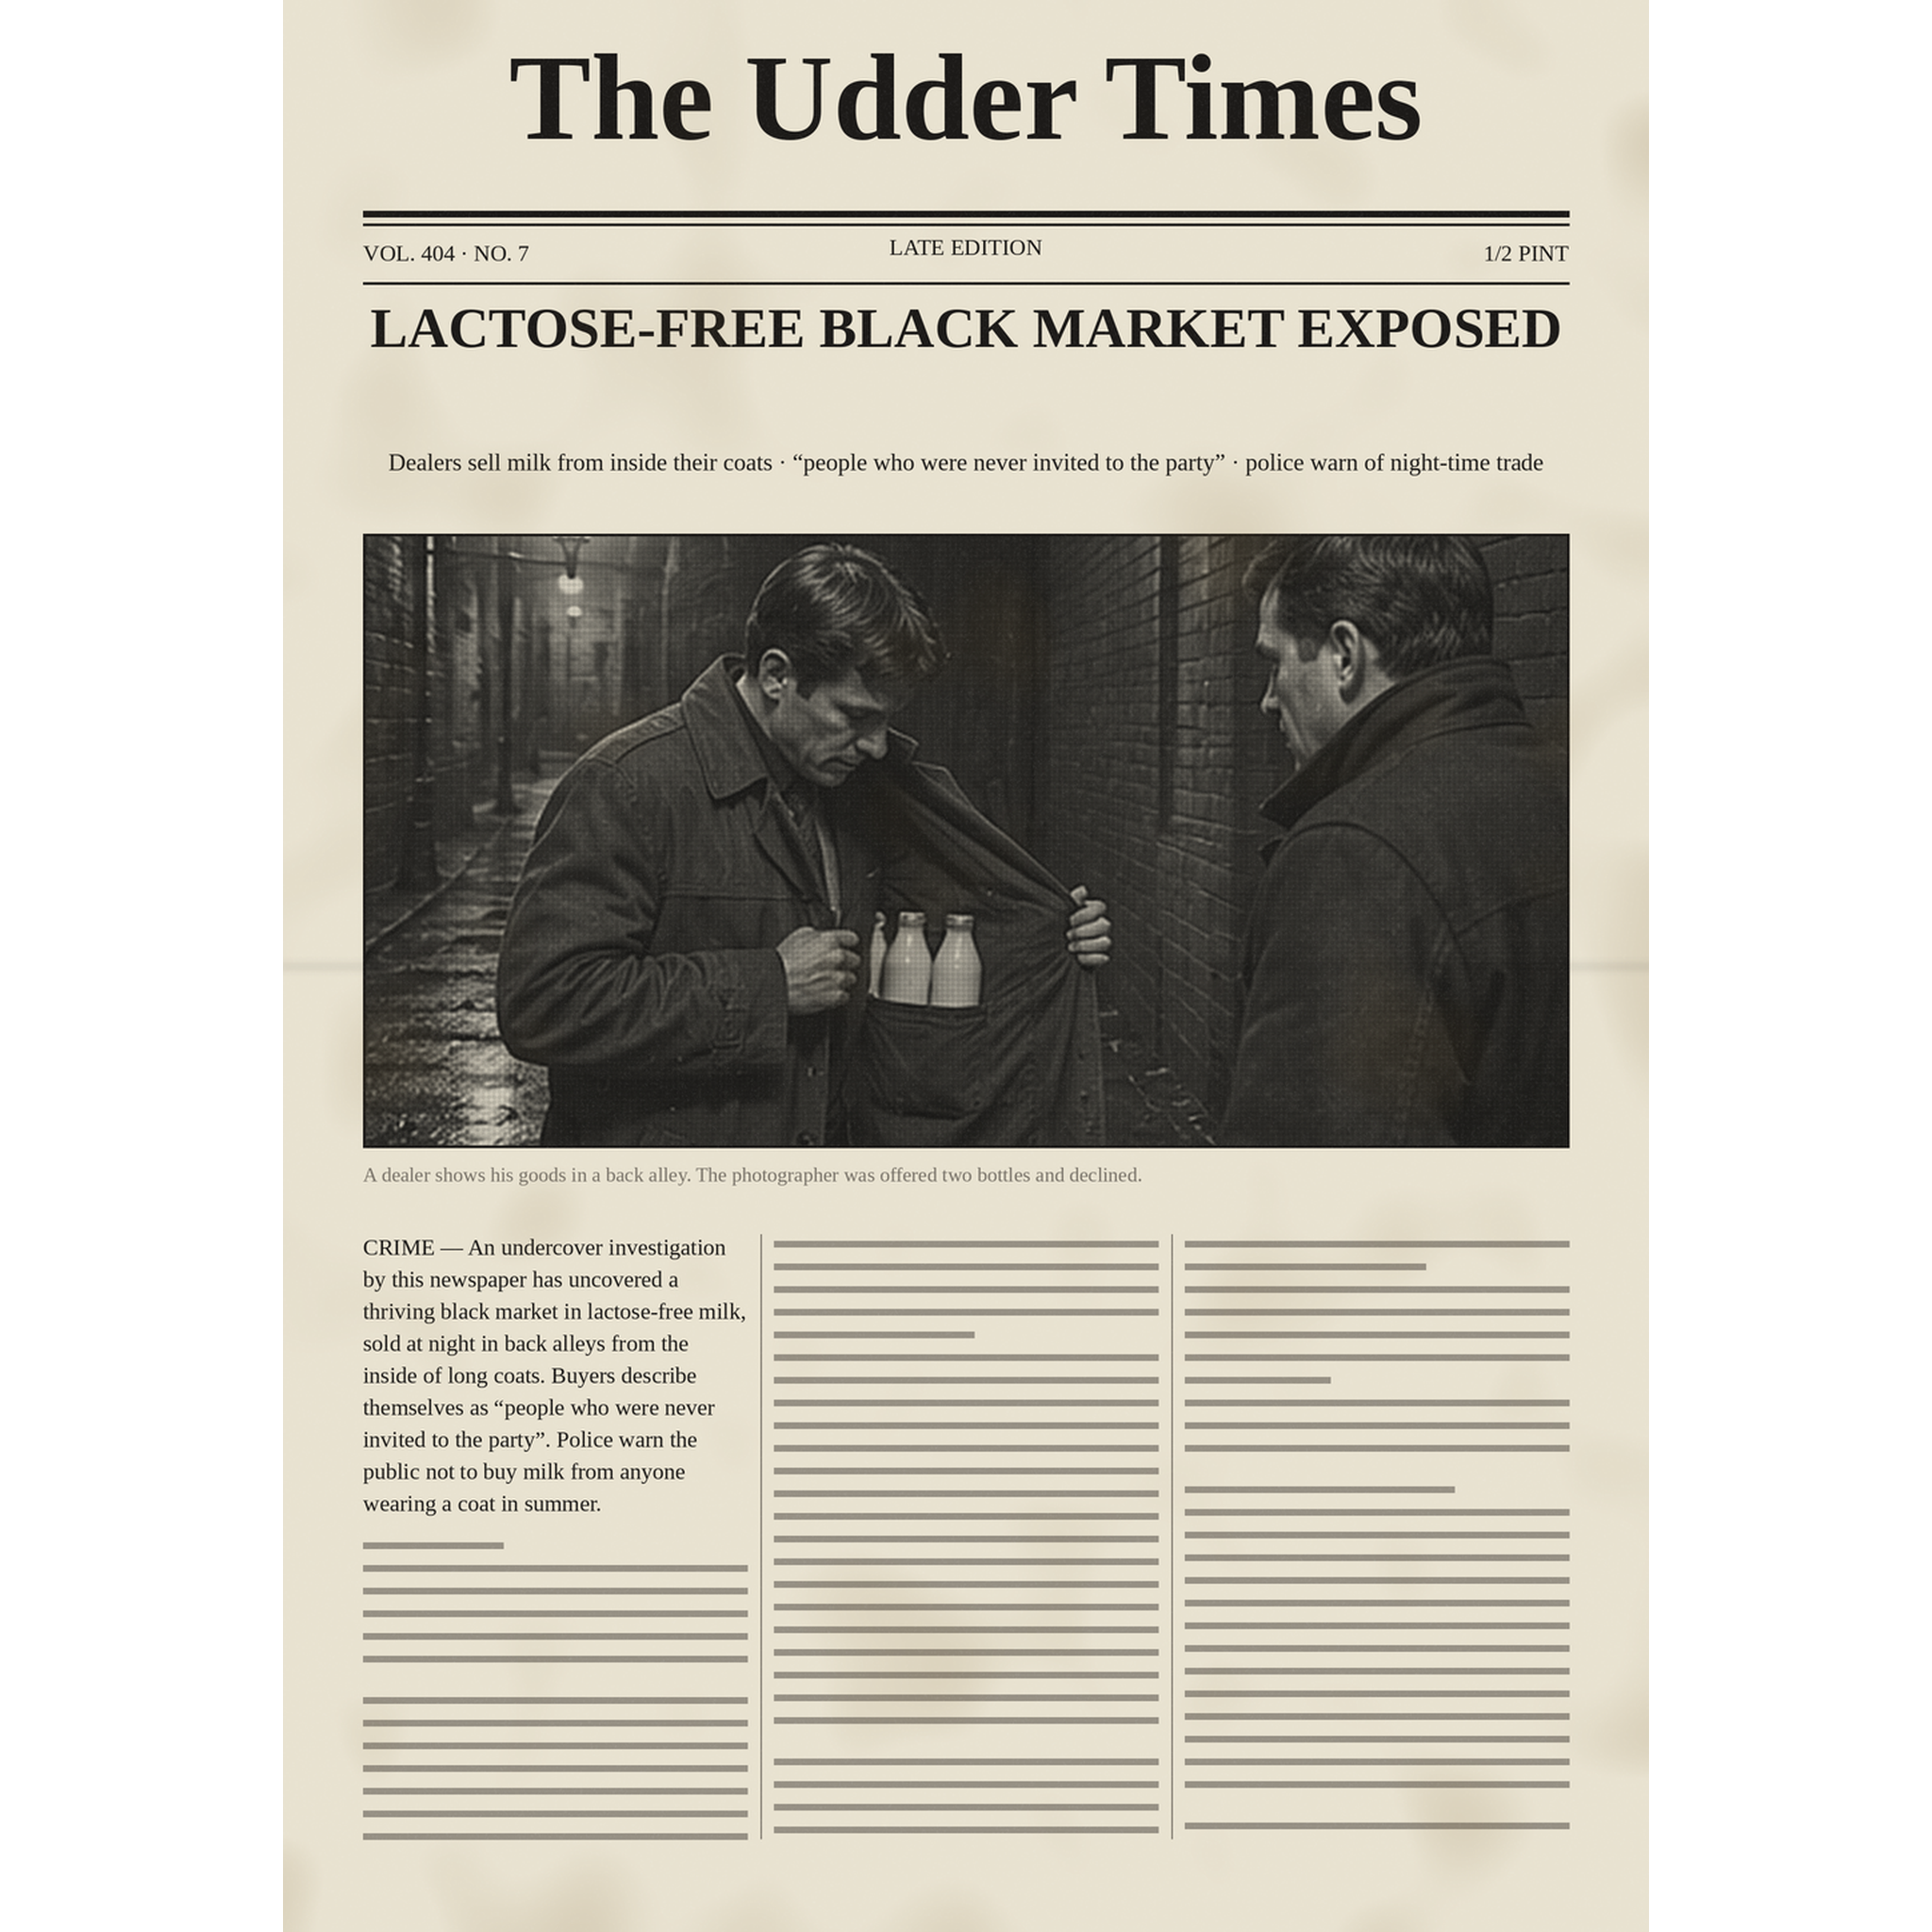 The Udder Times
VOL. 404 · NO. 7
LATE EDITION
1/2 PINT
LACTOSE-FREE BLACK MARKET EXPOSED
Dealers sell milk from inside their coats · “people who were never invited to the party” · police warn of night-time trade
A dealer shows his goods in a back alley. The photographer was offered two bottles and declined.
CRIME — An undercover investigation
by this newspaper has uncovered a
thriving black market in lactose-free milk,
sold at night in back alleys from the
inside of long coats. Buyers describe
themselves as “people who were never
invited to the party”. Police warn the
public not to buy milk from anyone
wearing a coat in summer.